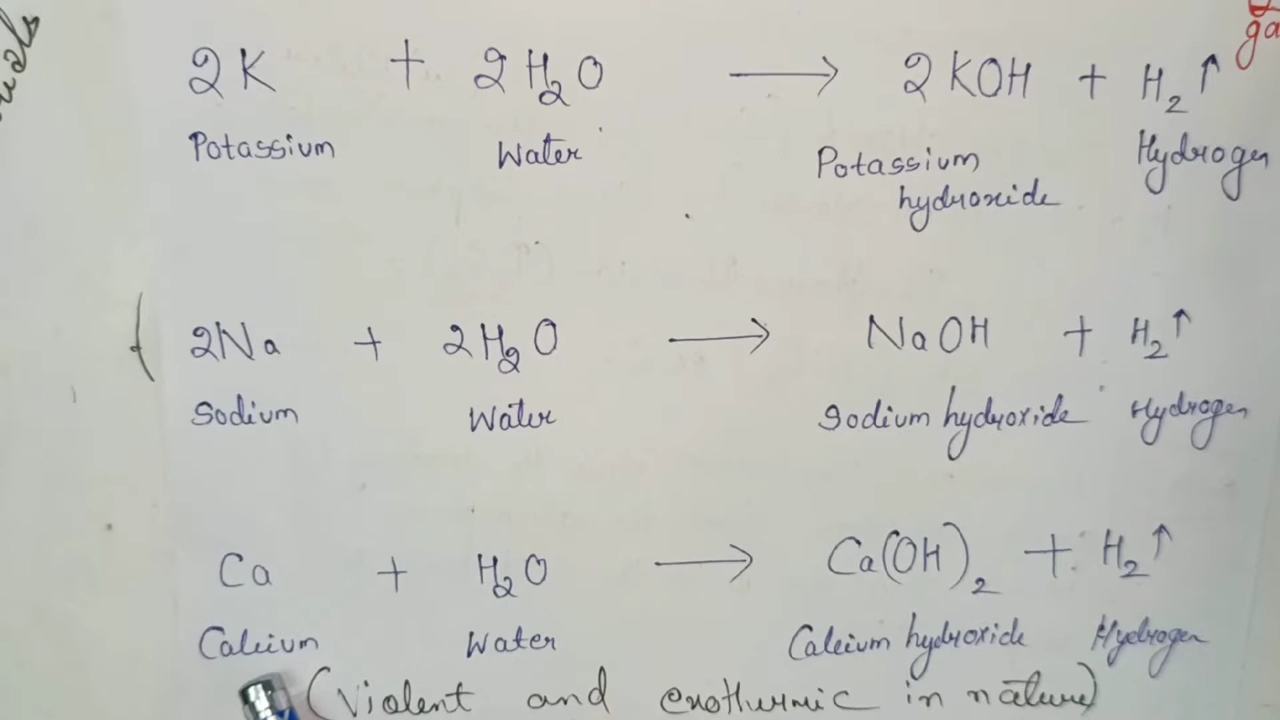 2K + 2H₂O → 2KOH + H₂↑
Potassium Water Potassium hydroxide Hydrogen
2Na + 2H₂O → NaOH + H₂↑
Sodium Water Sodium hydroxide Hydrogen
Ca + H₂O → Ca(OH)₂ + H₂↑
Calcium Water Calcium hydroxide Hydrogen
(Violent and exothermic in nature)